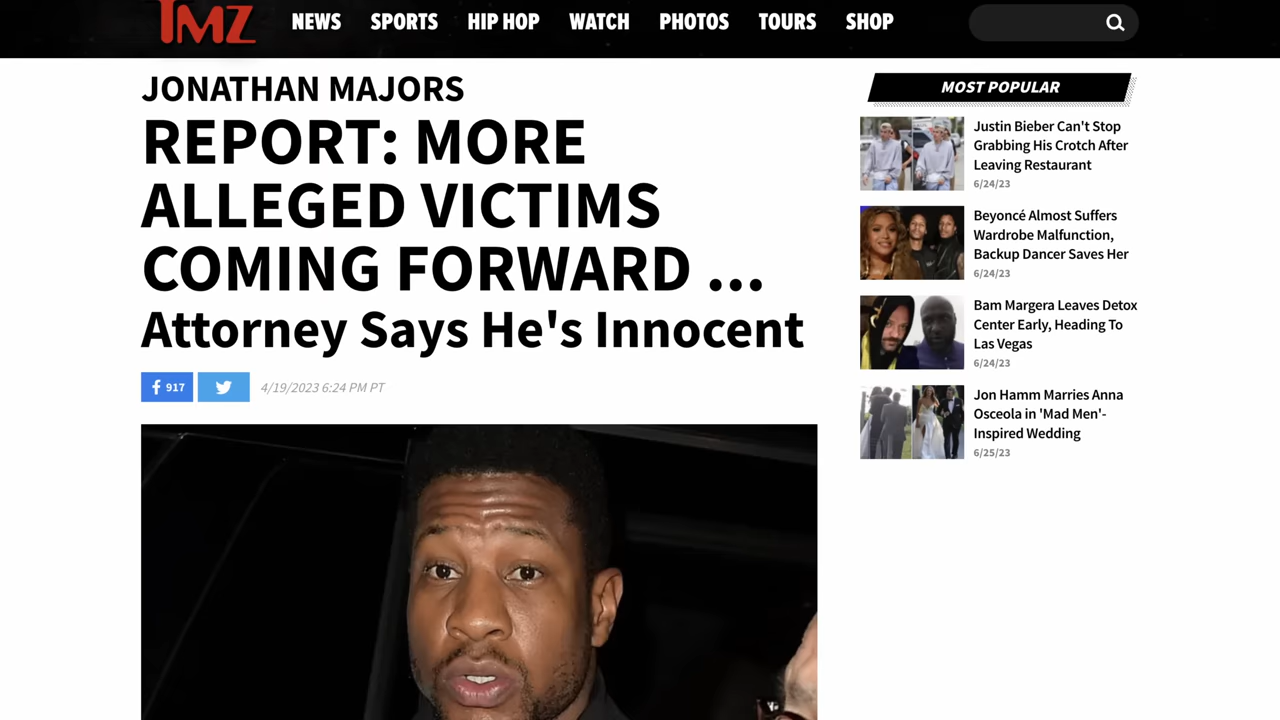 TMZ
NEWS SPORTS HIP HOP WATCH PHOTOS TOURS SHOP
JONATHAN MAJORS
REPORT: MORE
ALLEGED VICTIMS
COMING FORWARD ...
Attorney Says He's Innocent
917
4/19/2023 6:24 PM PT
MOST POPULAR
Justin Bieber Can't Stop
Grabbing His Crotch After
Leaving Restaurant
6/24/23
Beyoncé Almost Suffers
Wardrobe Malfunction,
Backup Dancer Saves Her
6/24/23
Bam Margera Leaves Detox
Center Early, Heading To
Las Vegas
6/24/23
Jon Hamm Marries Anna
Osceola in 'Mad Men'-
Inspired Wedding
6/25/23